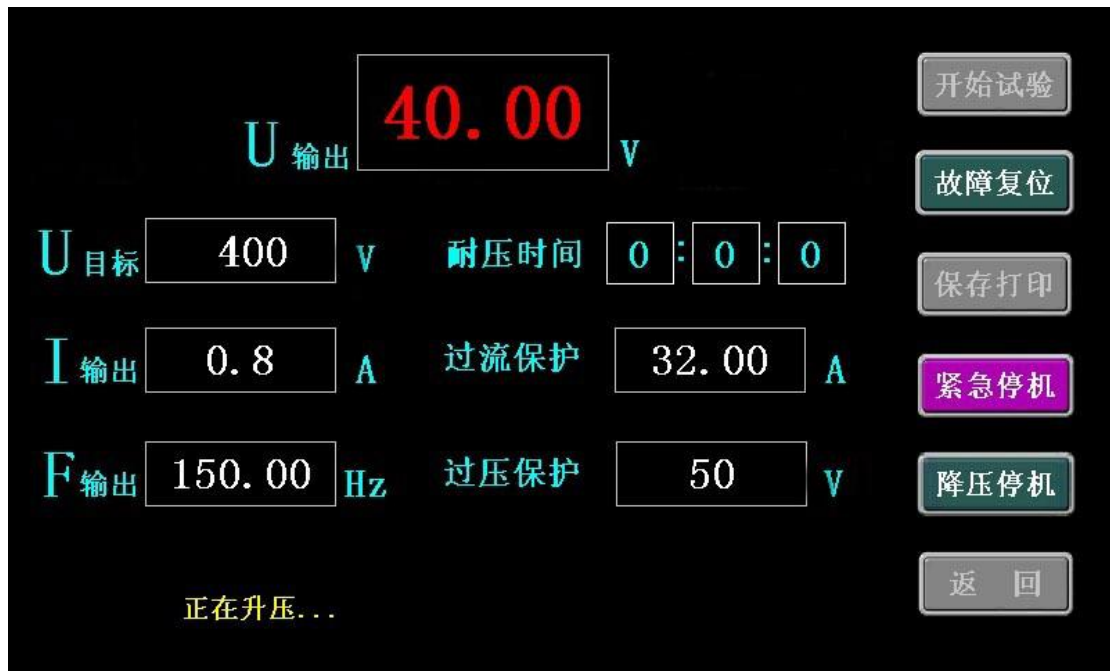 U输出 40.00 V
U目标 400 V 耐压时间 0:0:0
I输出 0.8 A 过流保护 32.00 A
F输出 150.00 Hz 过压保护 50 V
正在升压...
开始试验
故障复位
保存打印
紧急停机
降压停机
返 回